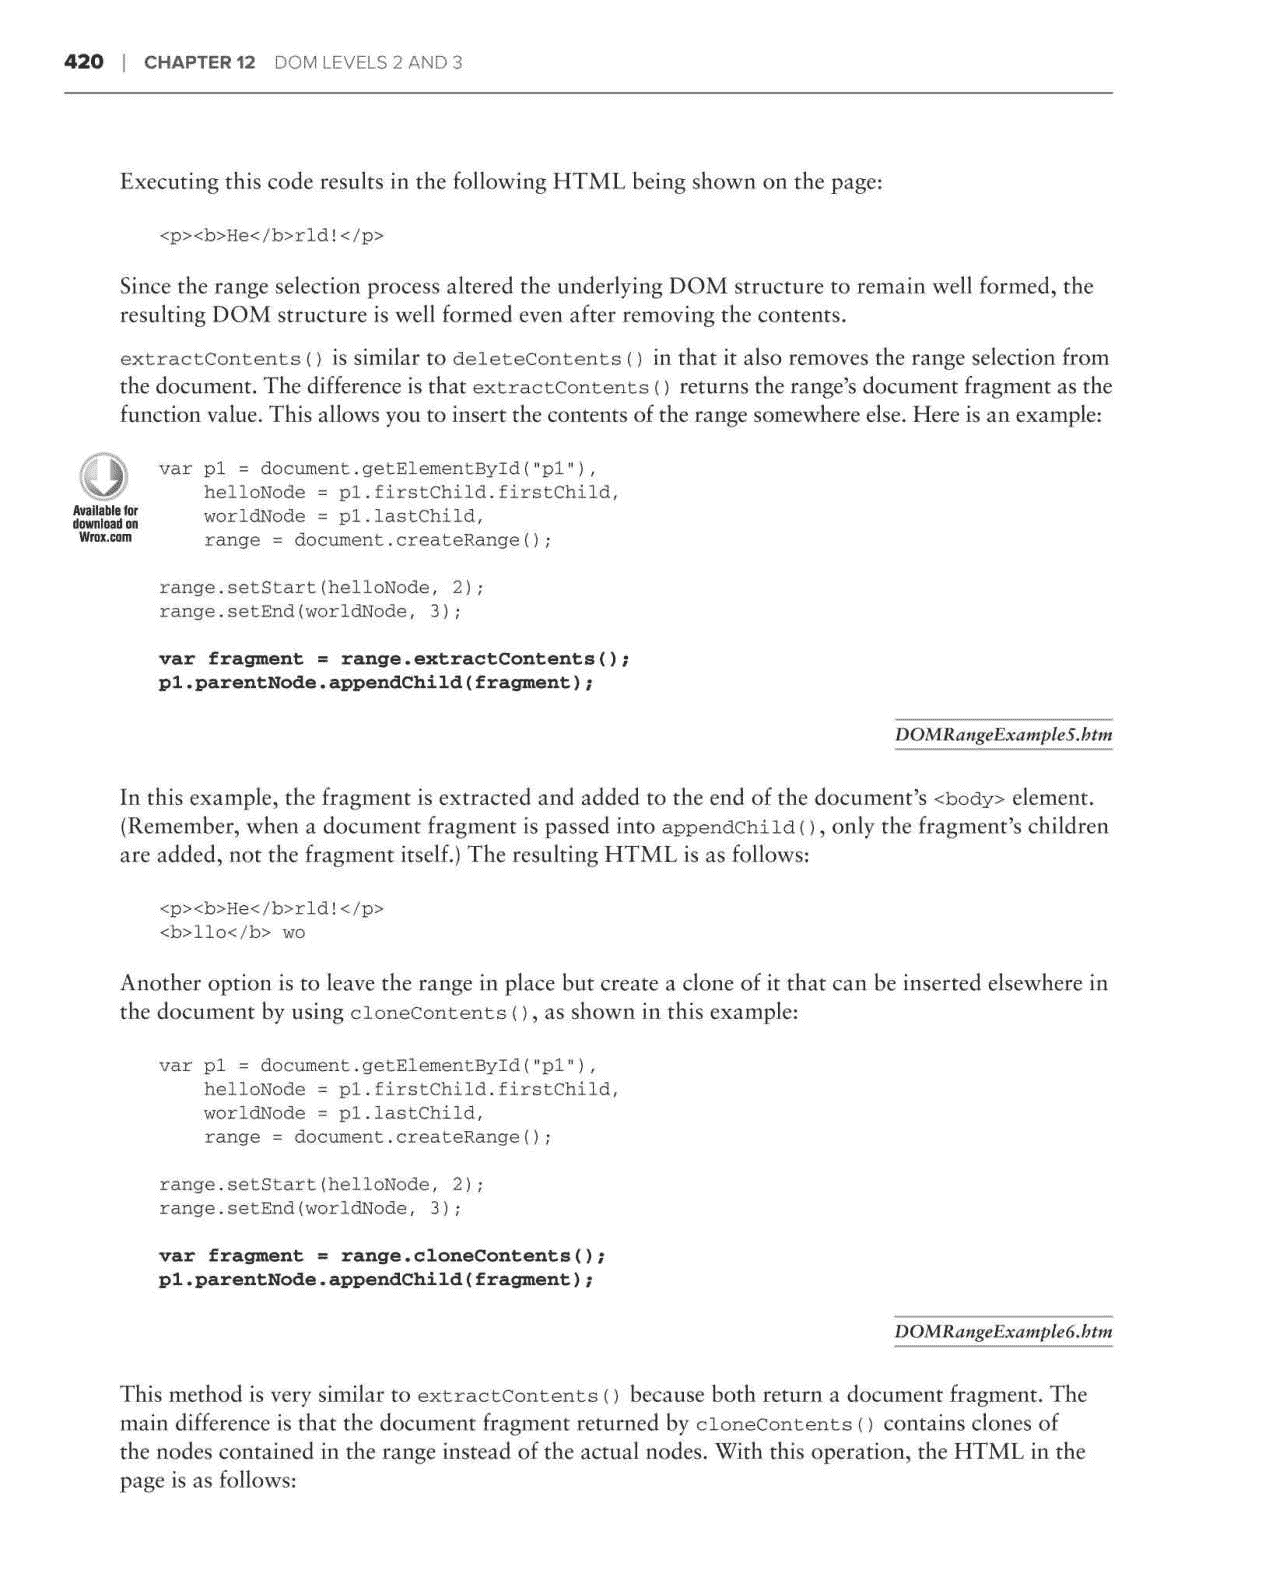 420 | CHAPTER 12 DOM LEVELS 2 AND 3
Executing this code results in the following HTML being shown on the page:
<p><b>He</b>rld!</p>
Since the range selection process altered the underlying DOM structure to remain well formed, the
resulting DOM structure is well formed even after removing the contents.
extractContents() is similar to deleteContents() in that it also removes the range selection from
the document. The difference is that extractContents() returns the range's document fragment as the
function value. This allows you to insert the contents of the range somewhere else. Here is an example:
Available for
download on
Wrox.com
var p1 = document.getElementById("p1"),
    helloNode = p1.firstChild.firstChild,
    worldNode = p1.lastChild,
    range = document.createRange();
range.setStart(helloNode, 2);
range.setEnd(worldNode, 3);
var fragment = range.extractContents();
p1.parentNode.appendChild(fragment);
DOMRangeExample5.htm
In this example, the fragment is extracted and added to the end of the document's <body> element.
(Remember, when a document fragment is passed into appendChild(), only the fragment's children
are added, not the fragment itself.) The resulting HTML is as follows:
<p><b>He</b>rld!</p>
<b>llo</b> wo
Another option is to leave the range in place but create a clone of it that can be inserted elsewhere in
the document by using cloneContents(), as shown in this example:
var p1 = document.getElementById("p1"),
    helloNode = p1.firstChild.firstChild,
    worldNode = p1.lastChild,
    range = document.createRange();
range.setStart(helloNode, 2);
range.setEnd(worldNode, 3);
var fragment = range.cloneContents();
p1.parentNode.appendChild(fragment);
DOMRangeExample6.htm
This method is very similar to extractContents() because both return a document fragment. The
main difference is that the document fragment returned by cloneContents() contains clones of
the nodes contained in the range instead of the actual nodes. With this operation, the HTML in the
page is as follows: